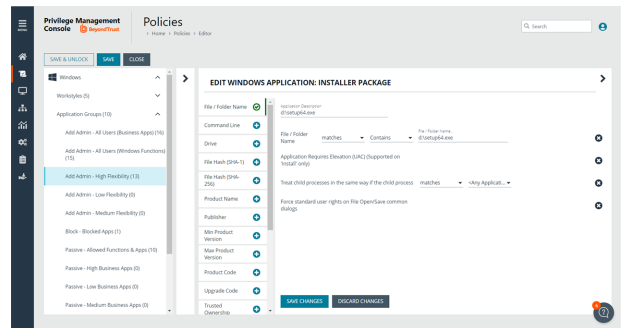 MENU
Privilege Management
Console BeyondTrust
Policies
> Home > Policies > Editor
Search
SAVE & UNLOCK SAVE CLOSE
Windows
Workstyles (5)
Application Groups (10)
Add Admin - All Users (Business Apps) (16)
Add Admin - All Users (Windows Functions)
(15)
Add Admin - High Flexibility (13)
Add Admin - Low Flexibility (0)
Add Admin - Medium Flexibility (0)
Block - Blocked Apps (1)
Passive - Allowed Functions & Apps (10)
Passive - High Business Apps (0)
Passive - Low Business Apps (0)
Passive - Medium Business Apps (0)
EDIT WINDOWS APPLICATION: INSTALLER PACKAGE
File / Folder Name
Command Line
Drive
File Hash (SHA-1)
File Hash (SHA-
256)
Product Name
Publisher
Min Product
Version
Max Product
Version
Product Code
Upgrade Code
Trusted
Ownership
Application Description
d:\setup64.exe
File / Folder
Name matches Contains
File / Folder Name
d:\setup64.exe
Application Requires Elevation (UAC) (Supported on
'Install' only)
Treat child processes in the same way if the child process matches <Any Applicati...
Force standard user rights on File Open/Save common
dialogs
SAVE CHANGES DISCARD CHANGES